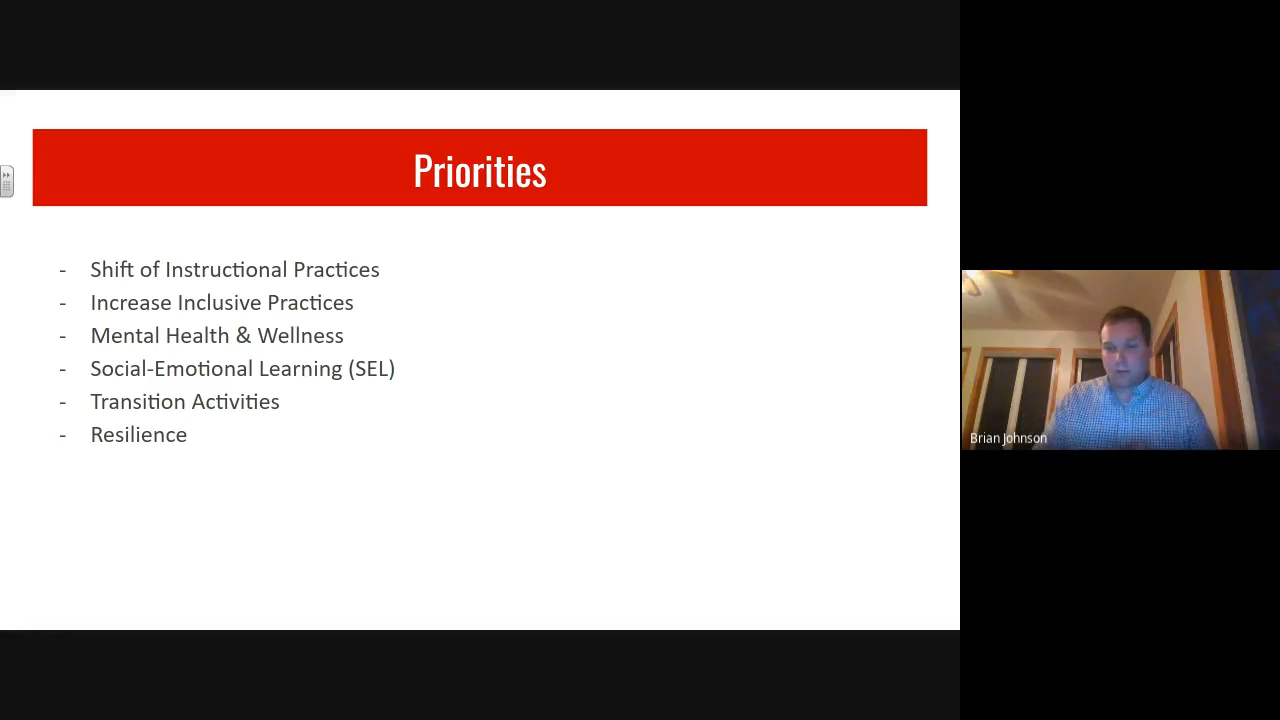 Priorities
- Shift of Instructional Practices
- Increase Inclusive Practices
- Mental Health & Wellness
- Social-Emotional Learning (SEL)
- Transition Activities
- Resilience
Brian Johnson